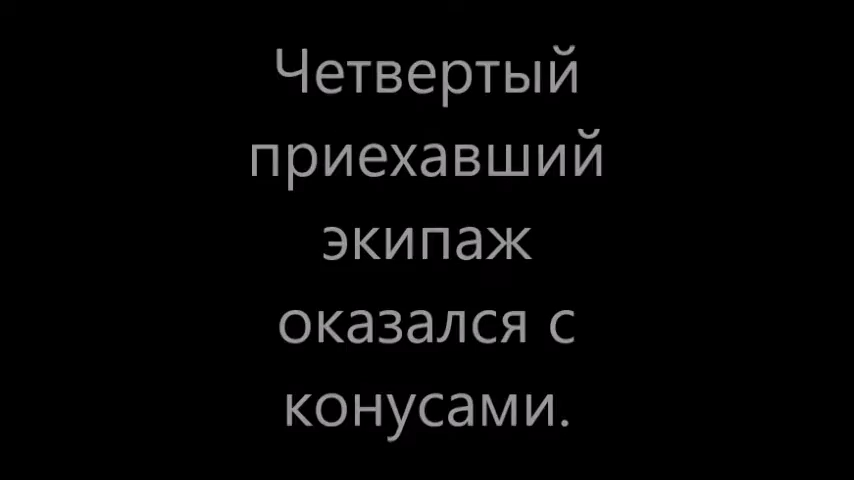 Четвертый
приехавший
экипаж
оказался с
конусами.